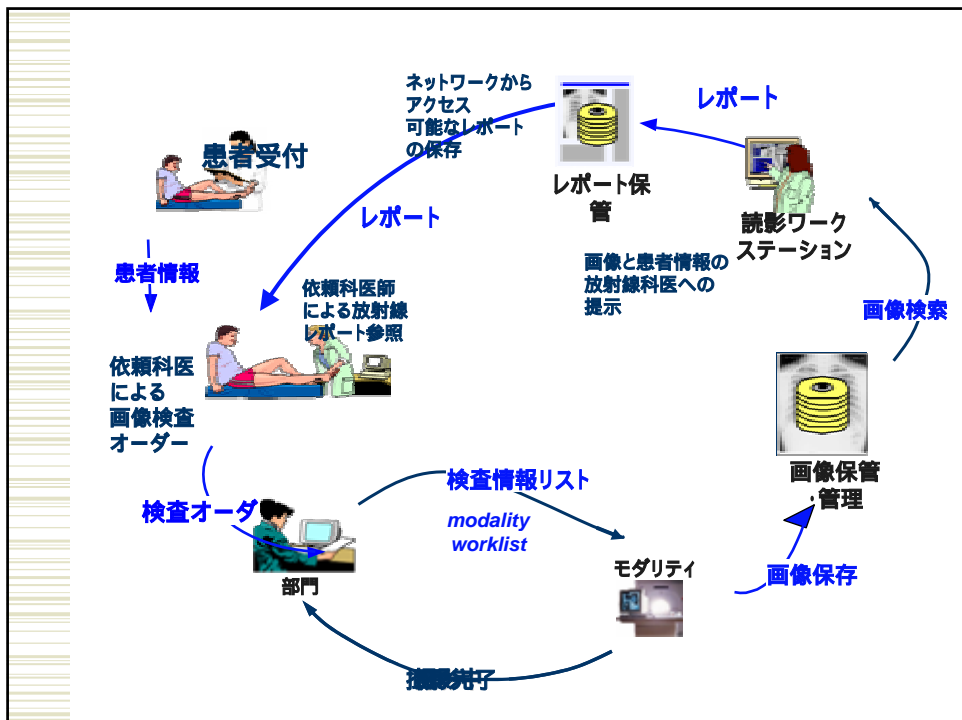 ネットワークから
アクセス
可能なレポート
の保存
レポート
患者受付
レポート保
管
読影ワーク
ステーション
レポート
患者情報
画像と患者情報の
放射線科医への
提示
依頼科医師
による放射線
レポート参照
画像検索
依頼科医
による
画像検査
オーダー
画像保管
・管理
検査情報リスト
検査オーダ
modality
worklist
モダリティ
画像保存
部門